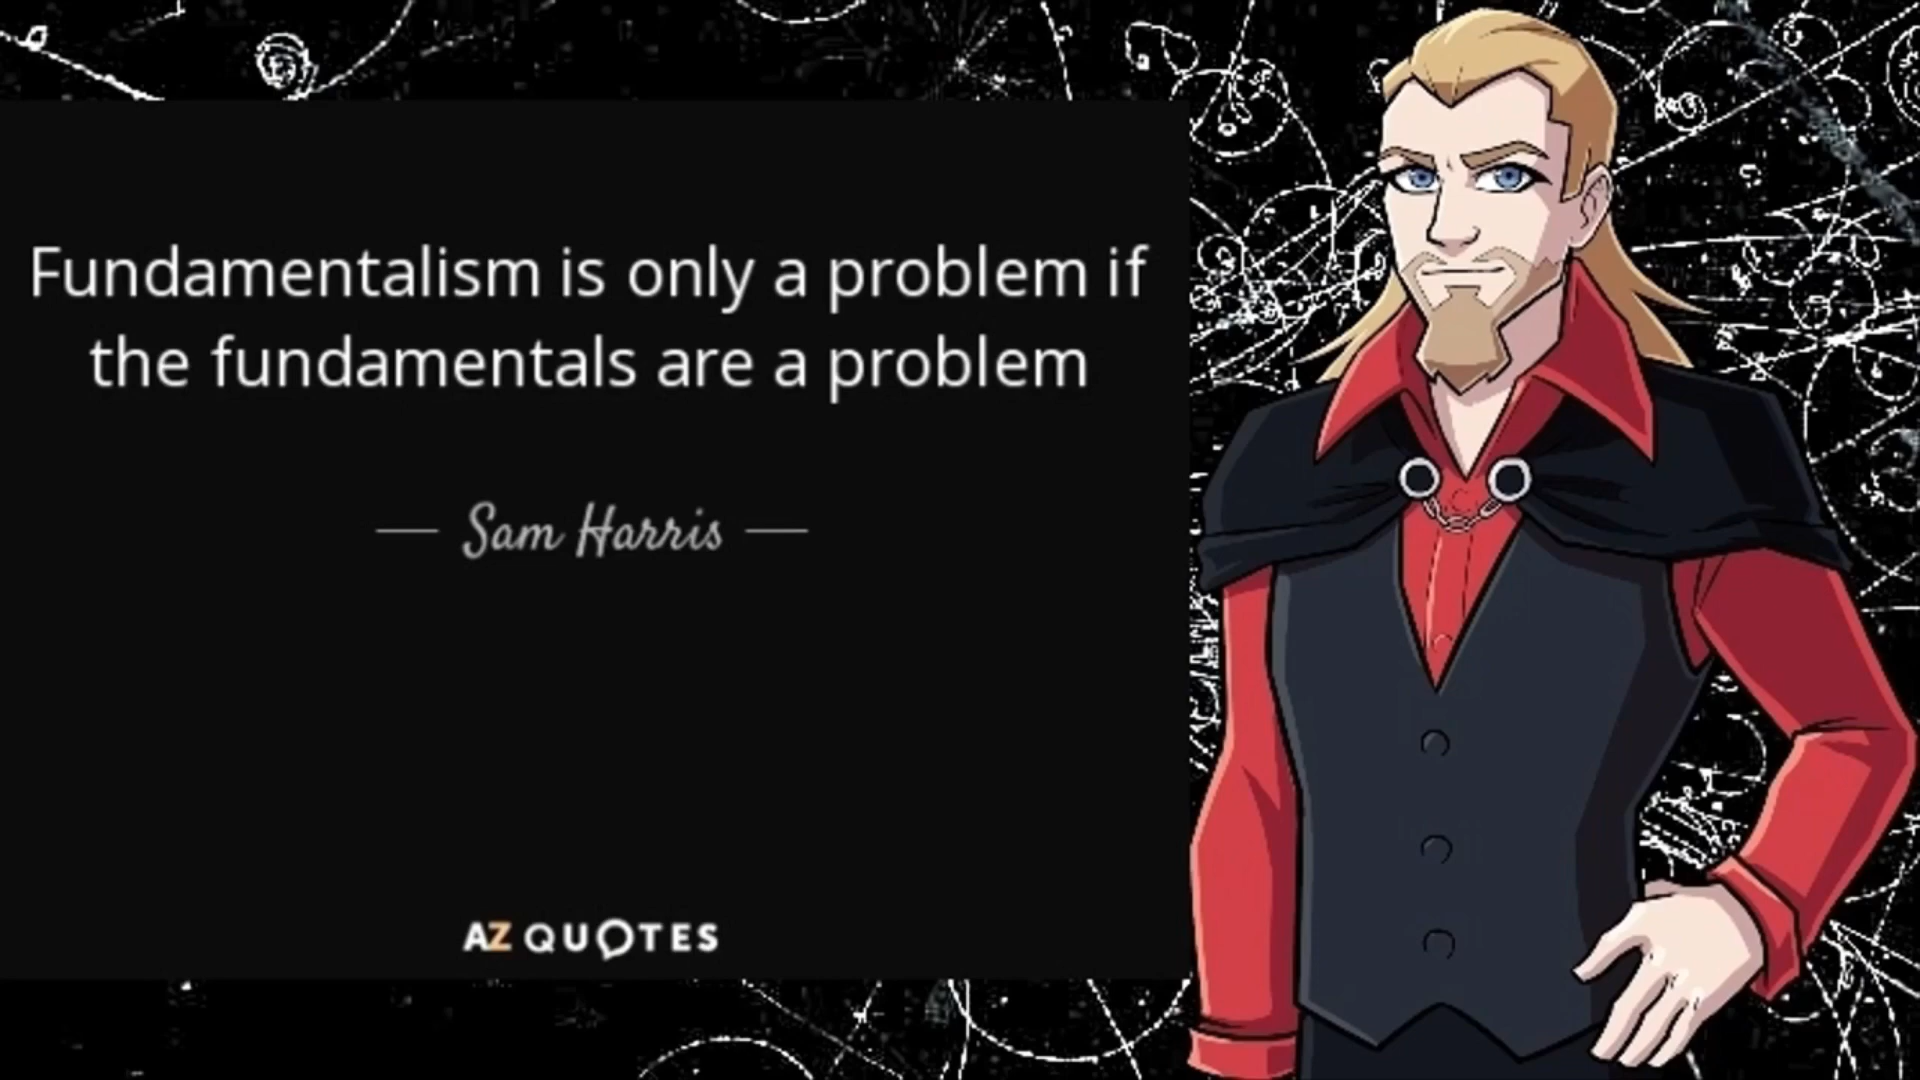 Fundamentalism is only a problem if
the fundamentals are a problem
— Sam Harris —
AZ QUOTES